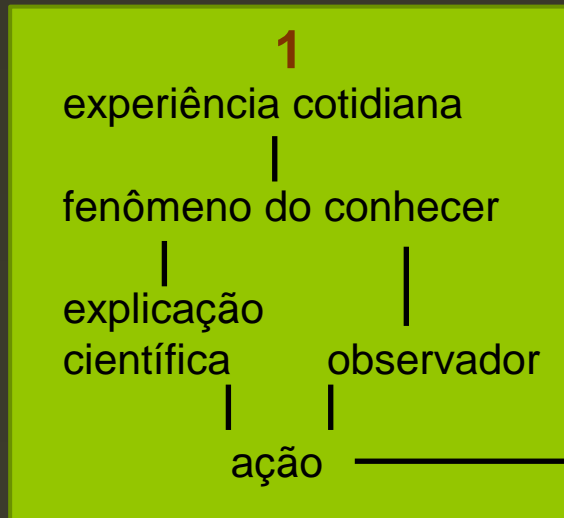 1
experiência cotidiana
fenômeno do conhecer
explicação
científica observador
ação